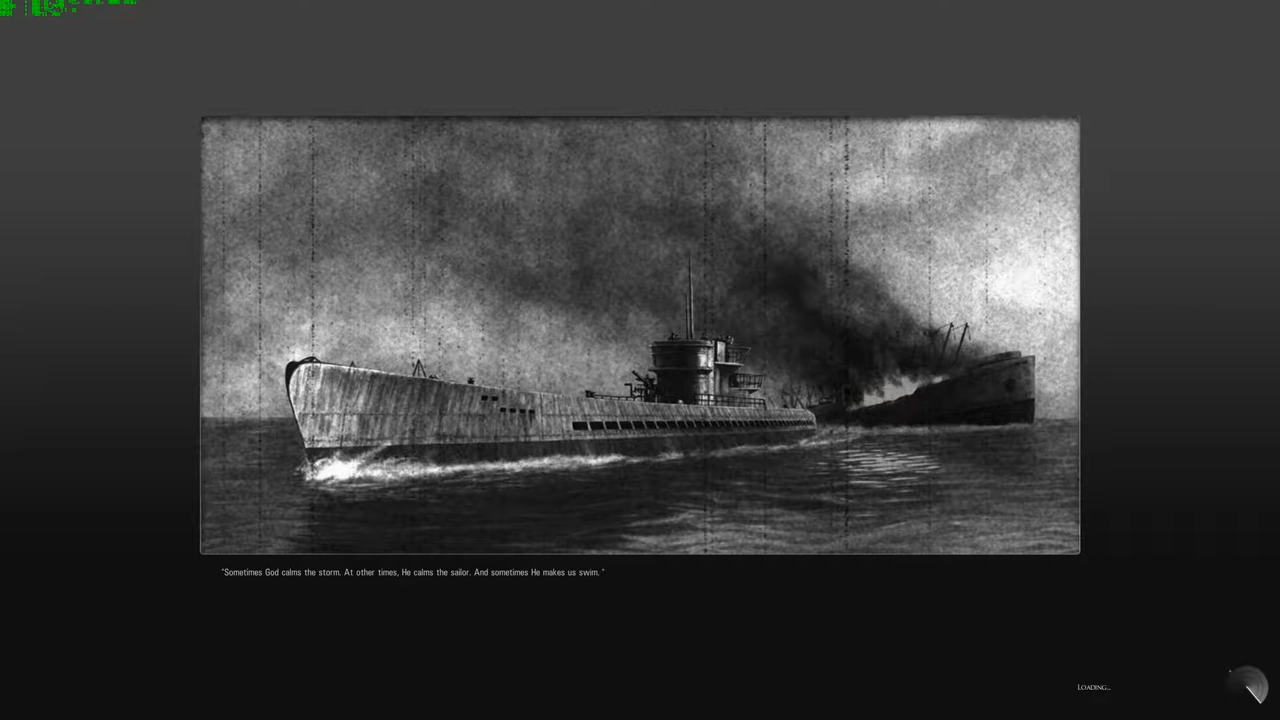 "Sometimes God calms the storm. At other times, He calms the sailor. And sometimes He makes us swim. "
Loading...